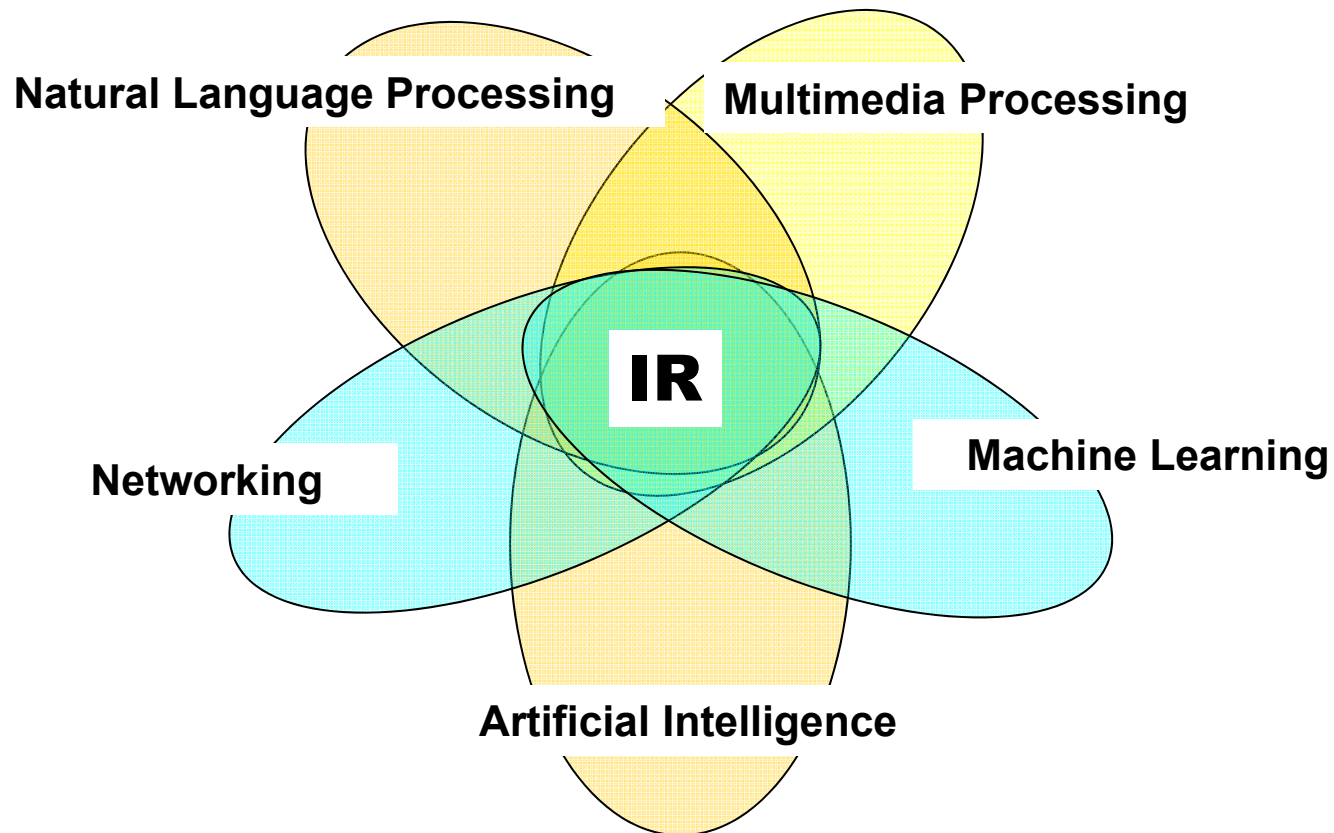 Natural Language Processing
Multimedia Processing
IR
Machine Learning
Networking
Artificial Intelligence